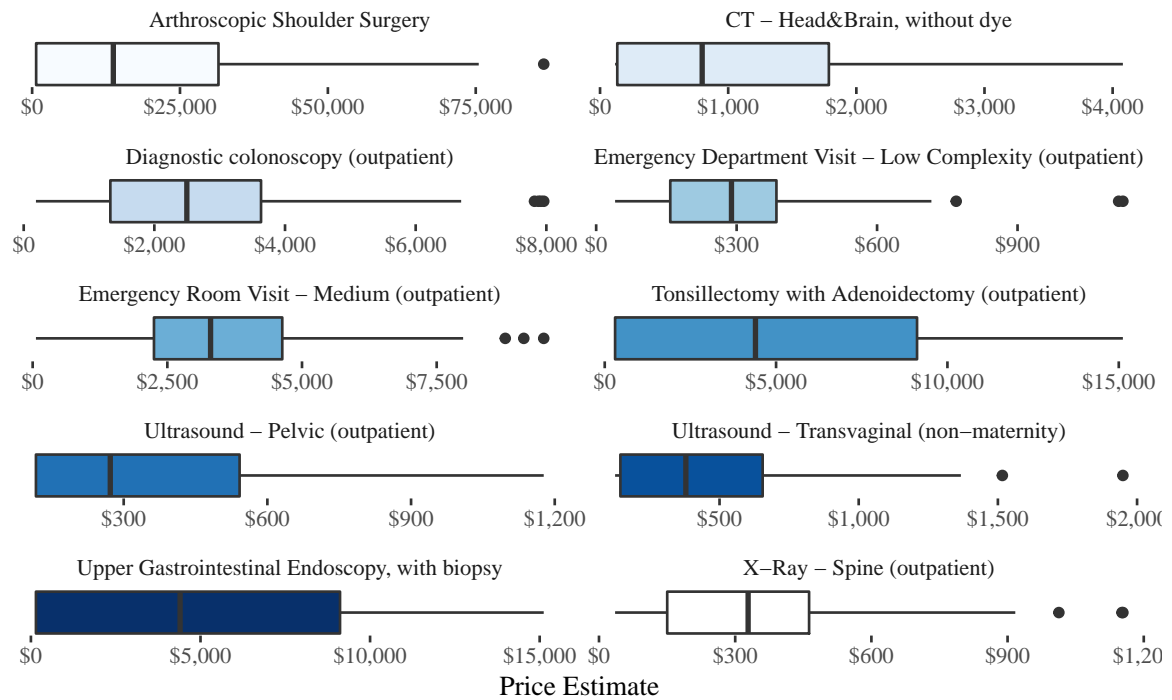 Arthroscopic Shoulder Surgery
$0 $25,000 $50,000 $75,000
CT – Head&Brain, without dye
$0 $1,000 $2,000 $3,000 $4,000
Diagnostic colonoscopy (outpatient)
$0 $2,000 $4,000 $6,000 $8,000
Emergency Department Visit – Low Complexity (outpatient)
$0 $300 $600 $900
Emergency Room Visit – Medium (outpatient)
$0 $2,500 $5,000 $7,500
Tonsillectomy with Adenoidectomy (outpatient)
$0 $5,000 $10,000 $15,000
Ultrasound – Pelvic (outpatient)
$300 $600 $900 $1,200
Ultrasound – Transvaginal (non−maternity)
$500 $1,000 $1,500 $2,000
Upper Gastrointestinal Endoscopy, with biopsy
$0 $5,000 $10,000 $15,000
X−Ray – Spine (outpatient)
$0 $300 $600 $900 $1,20
Price Estimate